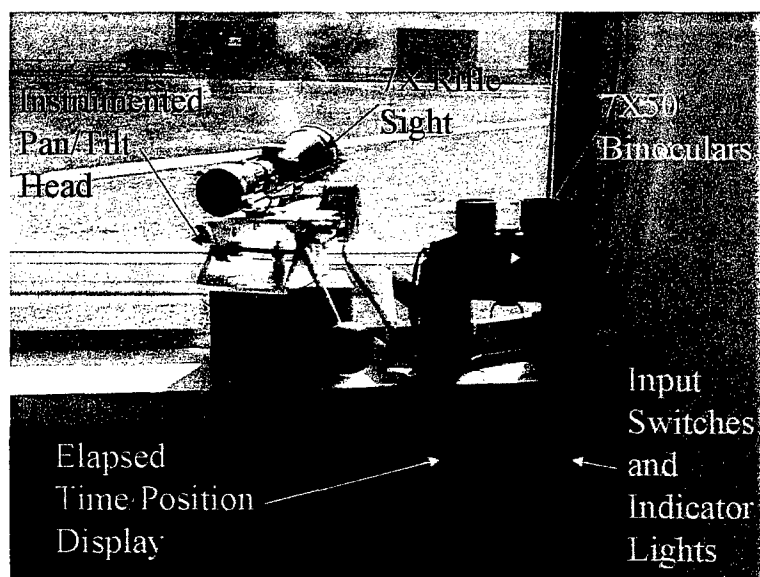 Instrumented
Pan/Tilt
Head
7X Rifle
Sight
7X50
Binoculars
Elapsed
Time/Position
Display
Input
Switches
and
Indicator
Lights